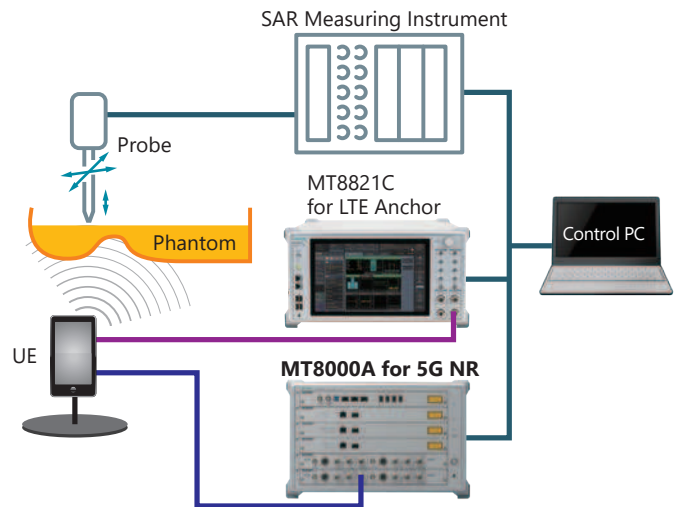 SAR Measuring Instrument
Probe
MT8821C
for LTE Anchor
Phantom
Control PC
UE
MT8000A for 5G NR